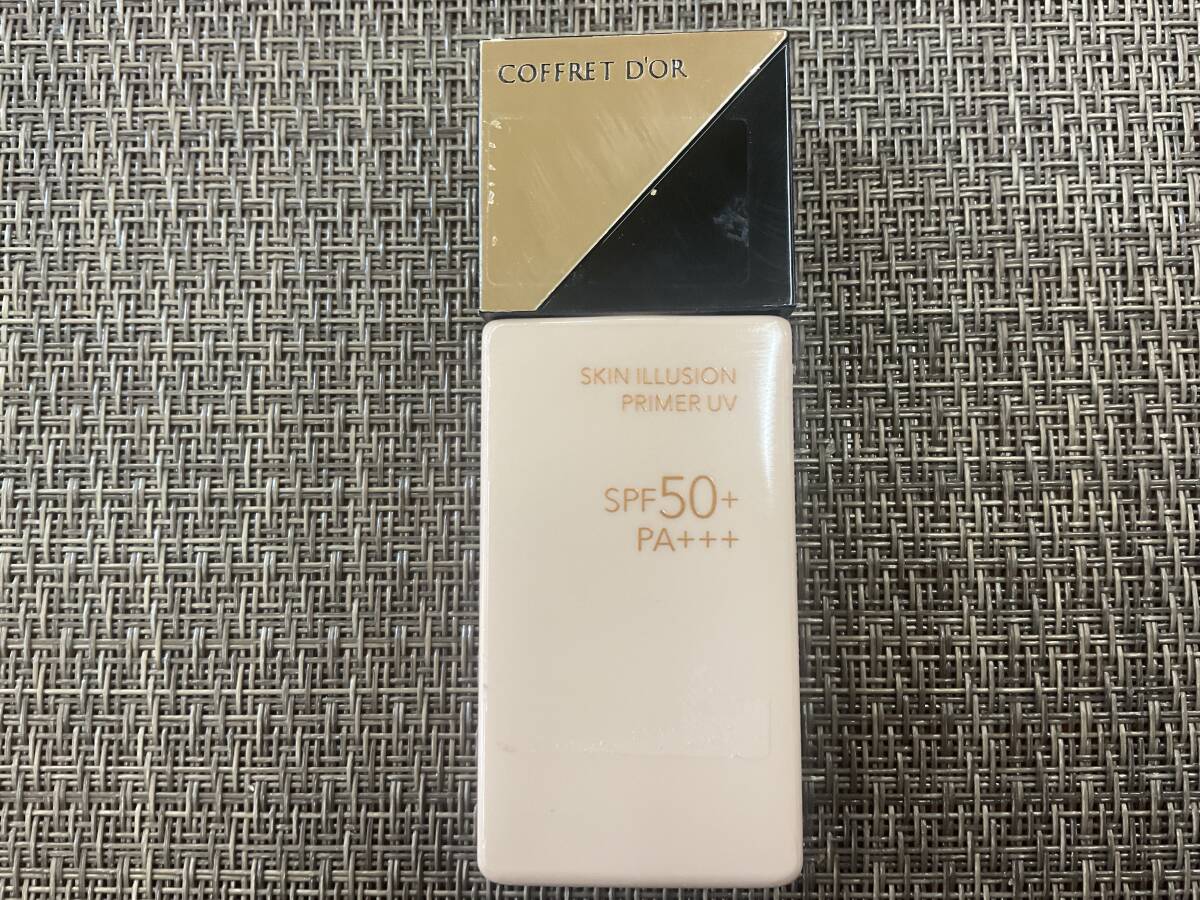 COFFRET D'OR
SKIN ILLUSION
PRIMER UV
SPF50+
PA+++